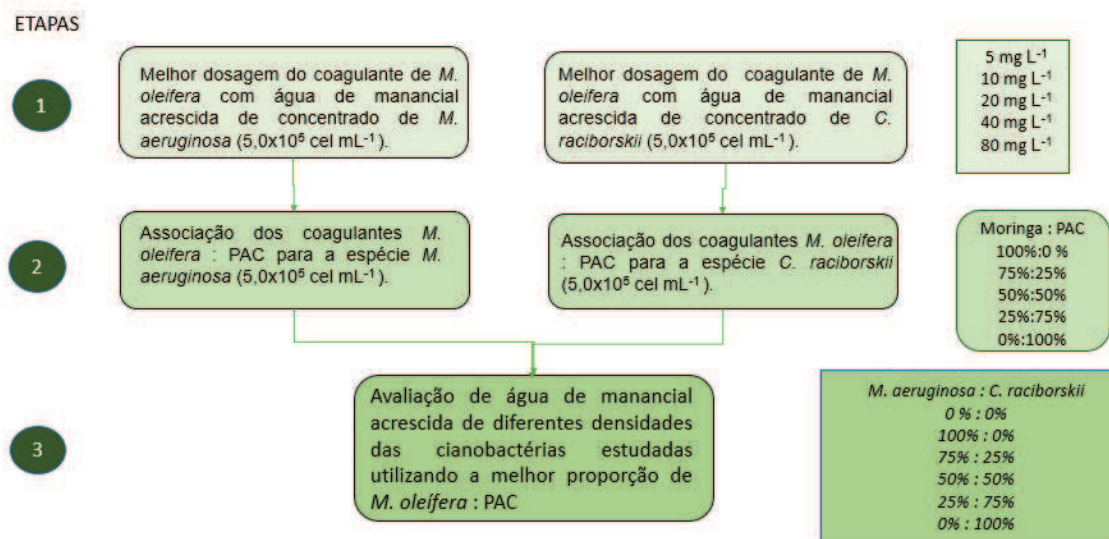 ETAPAS
1
Melhor dosagem do coagulante de M.
oleifera com água de manancial
acrescida de concentrado de M.
aeruginosa (5,0x10⁵ cel mL⁻¹).
Melhor dosagem do coagulante de M.
oleifera com água de manancial
acrescida de concentrado de C.
raciborskii (5,0x10⁵ cel mL⁻¹).
5 mg L⁻¹
10 mg L⁻¹
20 mg L⁻¹
40 mg L⁻¹
80 mg L⁻¹
2
Associação dos coagulantes M.
oleifera : PAC para a espécie M.
aeruginosa (5,0x10⁵ cel mL⁻¹).
Associação dos coagulantes M. oleifera
: PAC para a espécie C. raciborskii
(5,0x10⁵ cel mL⁻¹).
Moringa : PAC
100%:0 %
75%:25%
50%:50%
25%:75%
0%:100%
3
Avaliação de água de manancial
acrescida de diferentes densidades
das cianobactérias estudadas
utilizando a melhor proporção de
M. oleífera : PAC
M. aeruginosa : C. raciborskii
0 % : 0%
100% : 0%
75% : 25%
50% : 50%
25% : 75%
0% : 100%